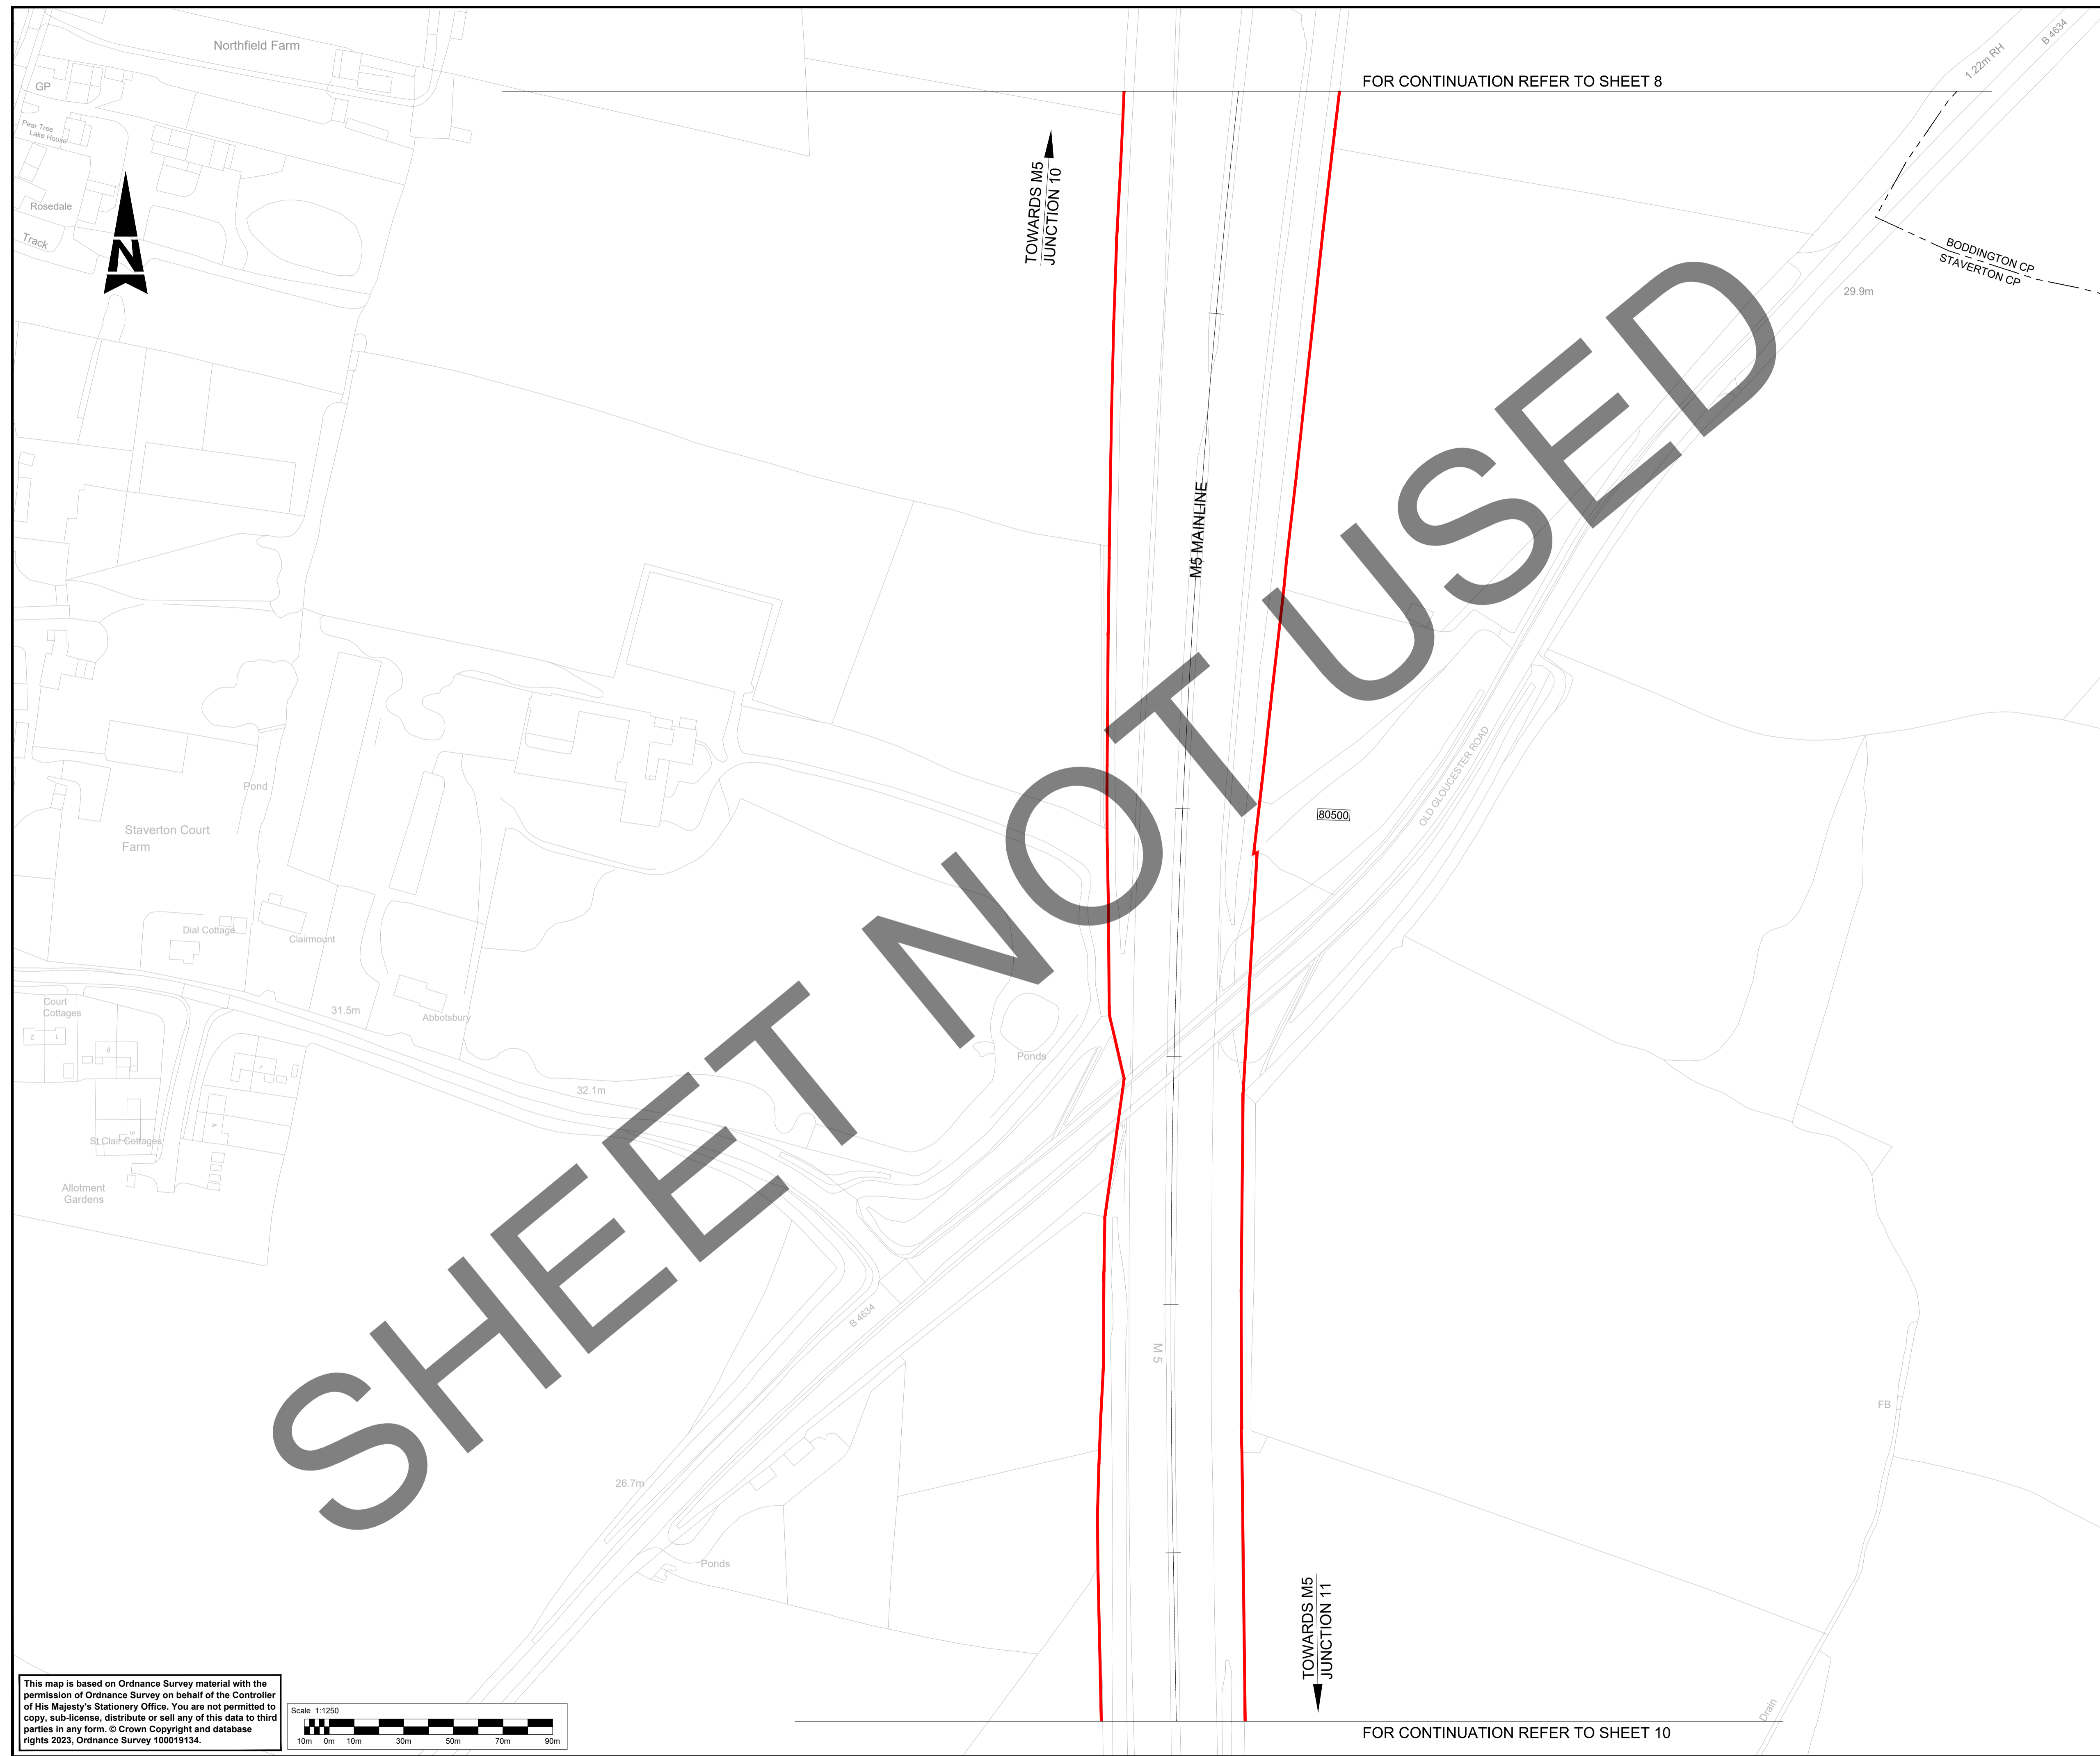 Northfield Farm
GP
Pear Tree
Lake House
Rosedale
Track
N
FOR CONTINUATION REFER TO SHEET 8
1.22m RH
B 4634
TOWARDS M5
JUNCTION 10
BODDINGTON CP
STAVERTON CP
29.9m
M5 MAINLINE
SHEET NOT USED
80500
OLD GLOUCESTER ROAD
Pond
Staverton Court
Farm
Dial Cottage
Clairmount
Court
Cottages
2
1
8
31.5m
Abbotsbury
Ponds
32.1m
St Clair Cottages
5
4
Allotment
Gardens
B 4634
M 5
FB
26.7m
Ponds
Drain
TOWARDS M5
JUNCTION 11
FOR CONTINUATION REFER TO SHEET 10
This map is based on Ordnance Survey material with the
permission of Ordnance Survey on behalf of the Controller
of His Majesty's Stationery Office. You are not permitted to
copy, sub-license, distribute or sell any of this data to third
parties in any form. © Crown Copyright and database
rights 2023, Ordnance Survey 100019134.
Scale 1:1250
10m 0m 10m 30m 50m 70m 90m